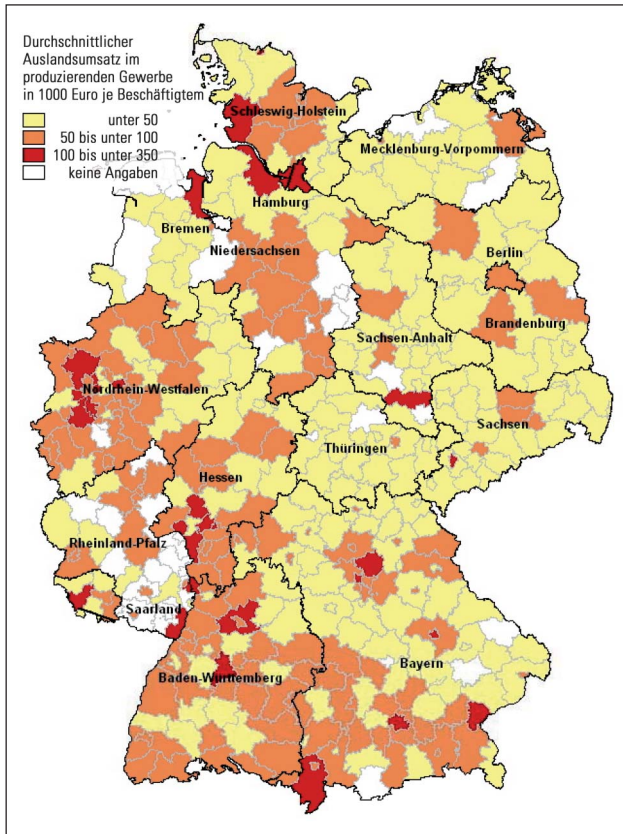 Durchschnittlicher
Auslandsumsatz im
produzierenden Gewerbe
in 1000 Euro je Beschäftigtem
unter 50
50 bis unter 100
100 bis unter 350
keine Angaben
Schleswig-Holstein
Mecklenburg-Vorpommern
Hamburg
Bremen
Niedersachsen
Berlin
Brandenburg
Sachsen-Anhalt
Nordrhein-Westfalen
Sachsen
Thüringen
Hessen
Rheinland-Pfalz
Saarland
Bayern
Baden-Württemberg